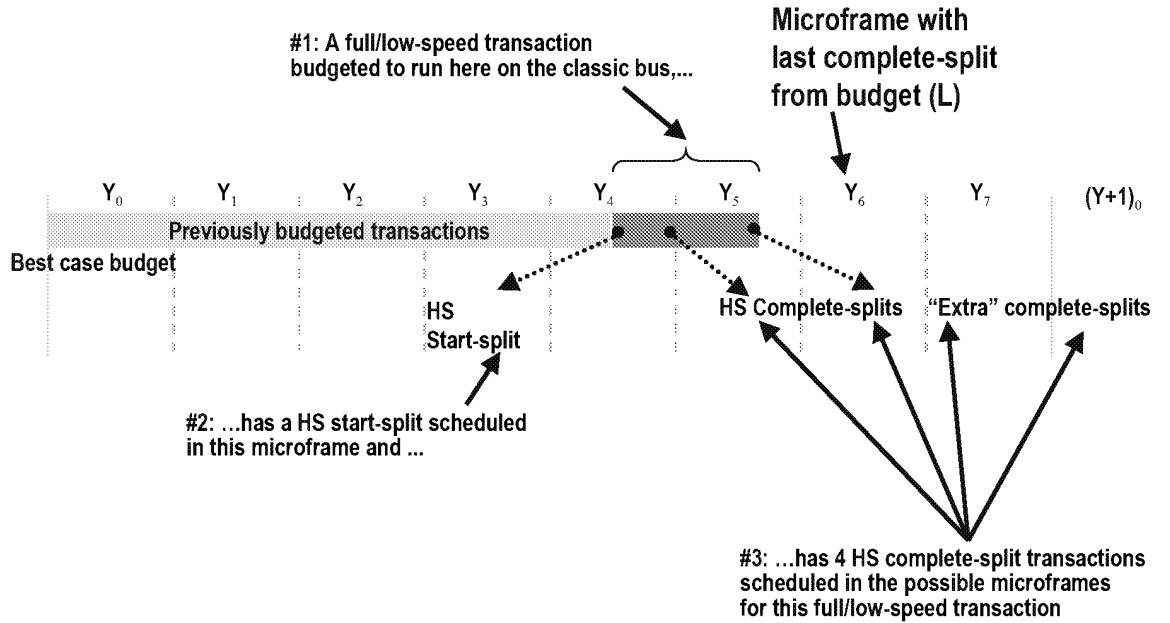 #1: A full/low-speed transaction
budgeted to run here on the classic bus,...
Microframe with
last complete-split
from budget (L)
Y0 Y1 Y2 Y3 Y4 Y5 Y6 Y7 (Y+1)0
Previously budgeted transactions
Best case budget
HS
Start-split
HS Complete-splits
“Extra” complete-splits
#2: ...has a HS start-split scheduled
in this microframe and ...
#3: ...has 4 HS complete-split transactions
scheduled in the possible microframes
for this full/low-speed transaction